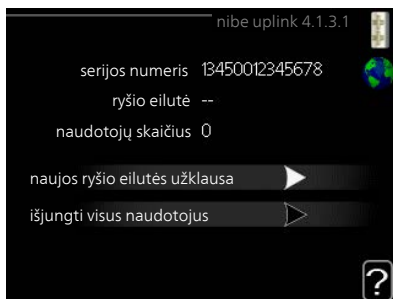 nibe uplink 4.1.3.1
serijos numeris 13450012345678
ryšio eilutė --
naudotojų skaičius 0
naujos ryšio eilutės užklausa
išjungti visus naudotojus
?